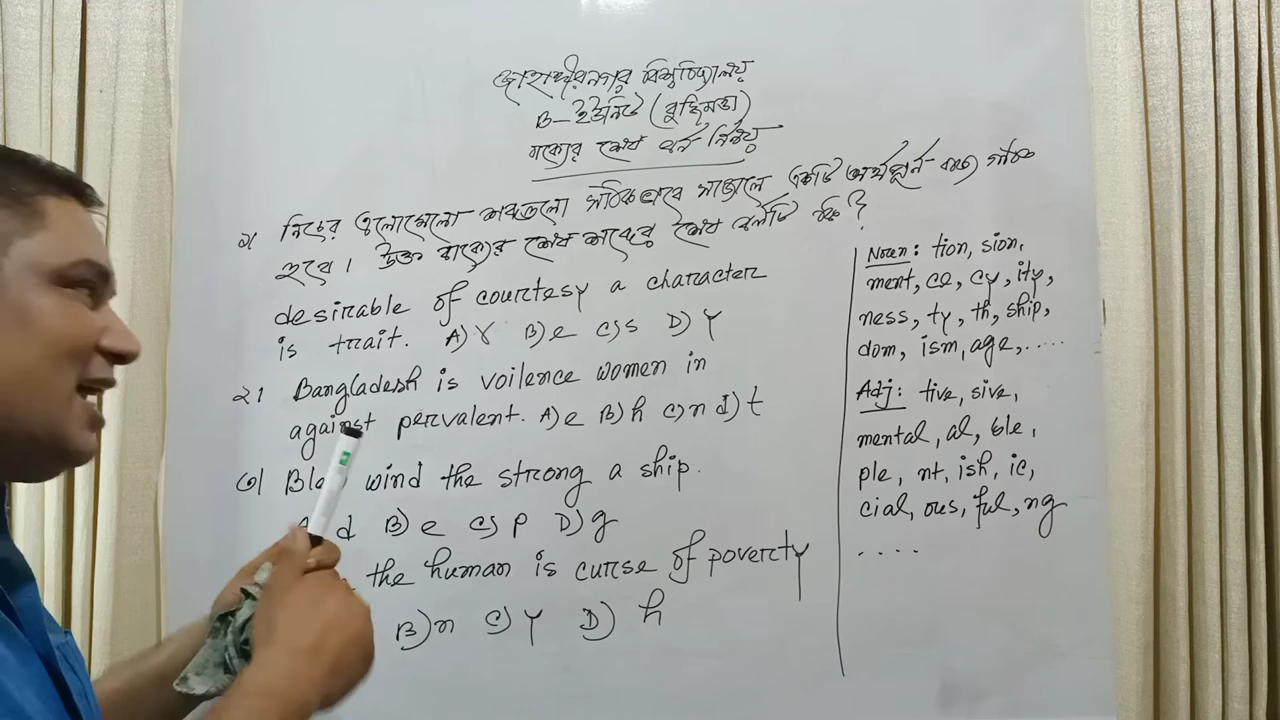 জাহাঙ্গীরনগর বিশ্ববিদ্যালয়
B-ইউনিট (বুদ্ধিমত্তা)
বাক্যের শেষ বর্ণ নির্ণয়
১। নিচের এলোমেলো শব্দগুলো সঠিকভাবে সাজালে একটি অর্থপূর্ন বাক্য গঠিত
হবে। উক্ত বাক্যের শেষ শব্দের শেষ বর্ণটি কি?
desirable of courtesy a character
is trait. A) r B) e C) s D) y
২। Bangladesh is voilence women in
against pervalent. A) e B) h C) n D) t
৩। Blew wind the strong a ship.
d B) e C) p D) g
the human is curse of poverty
B) n C) y D) h
Noun: tion, sion,
ment, ce, cy, ity,
ness, ty, th, ship,
dom, ism, age, .....
Adj: tive, sive,
mental, al, ble,
ple, nt, ish, ic,
cial, ous, ful, ng
....